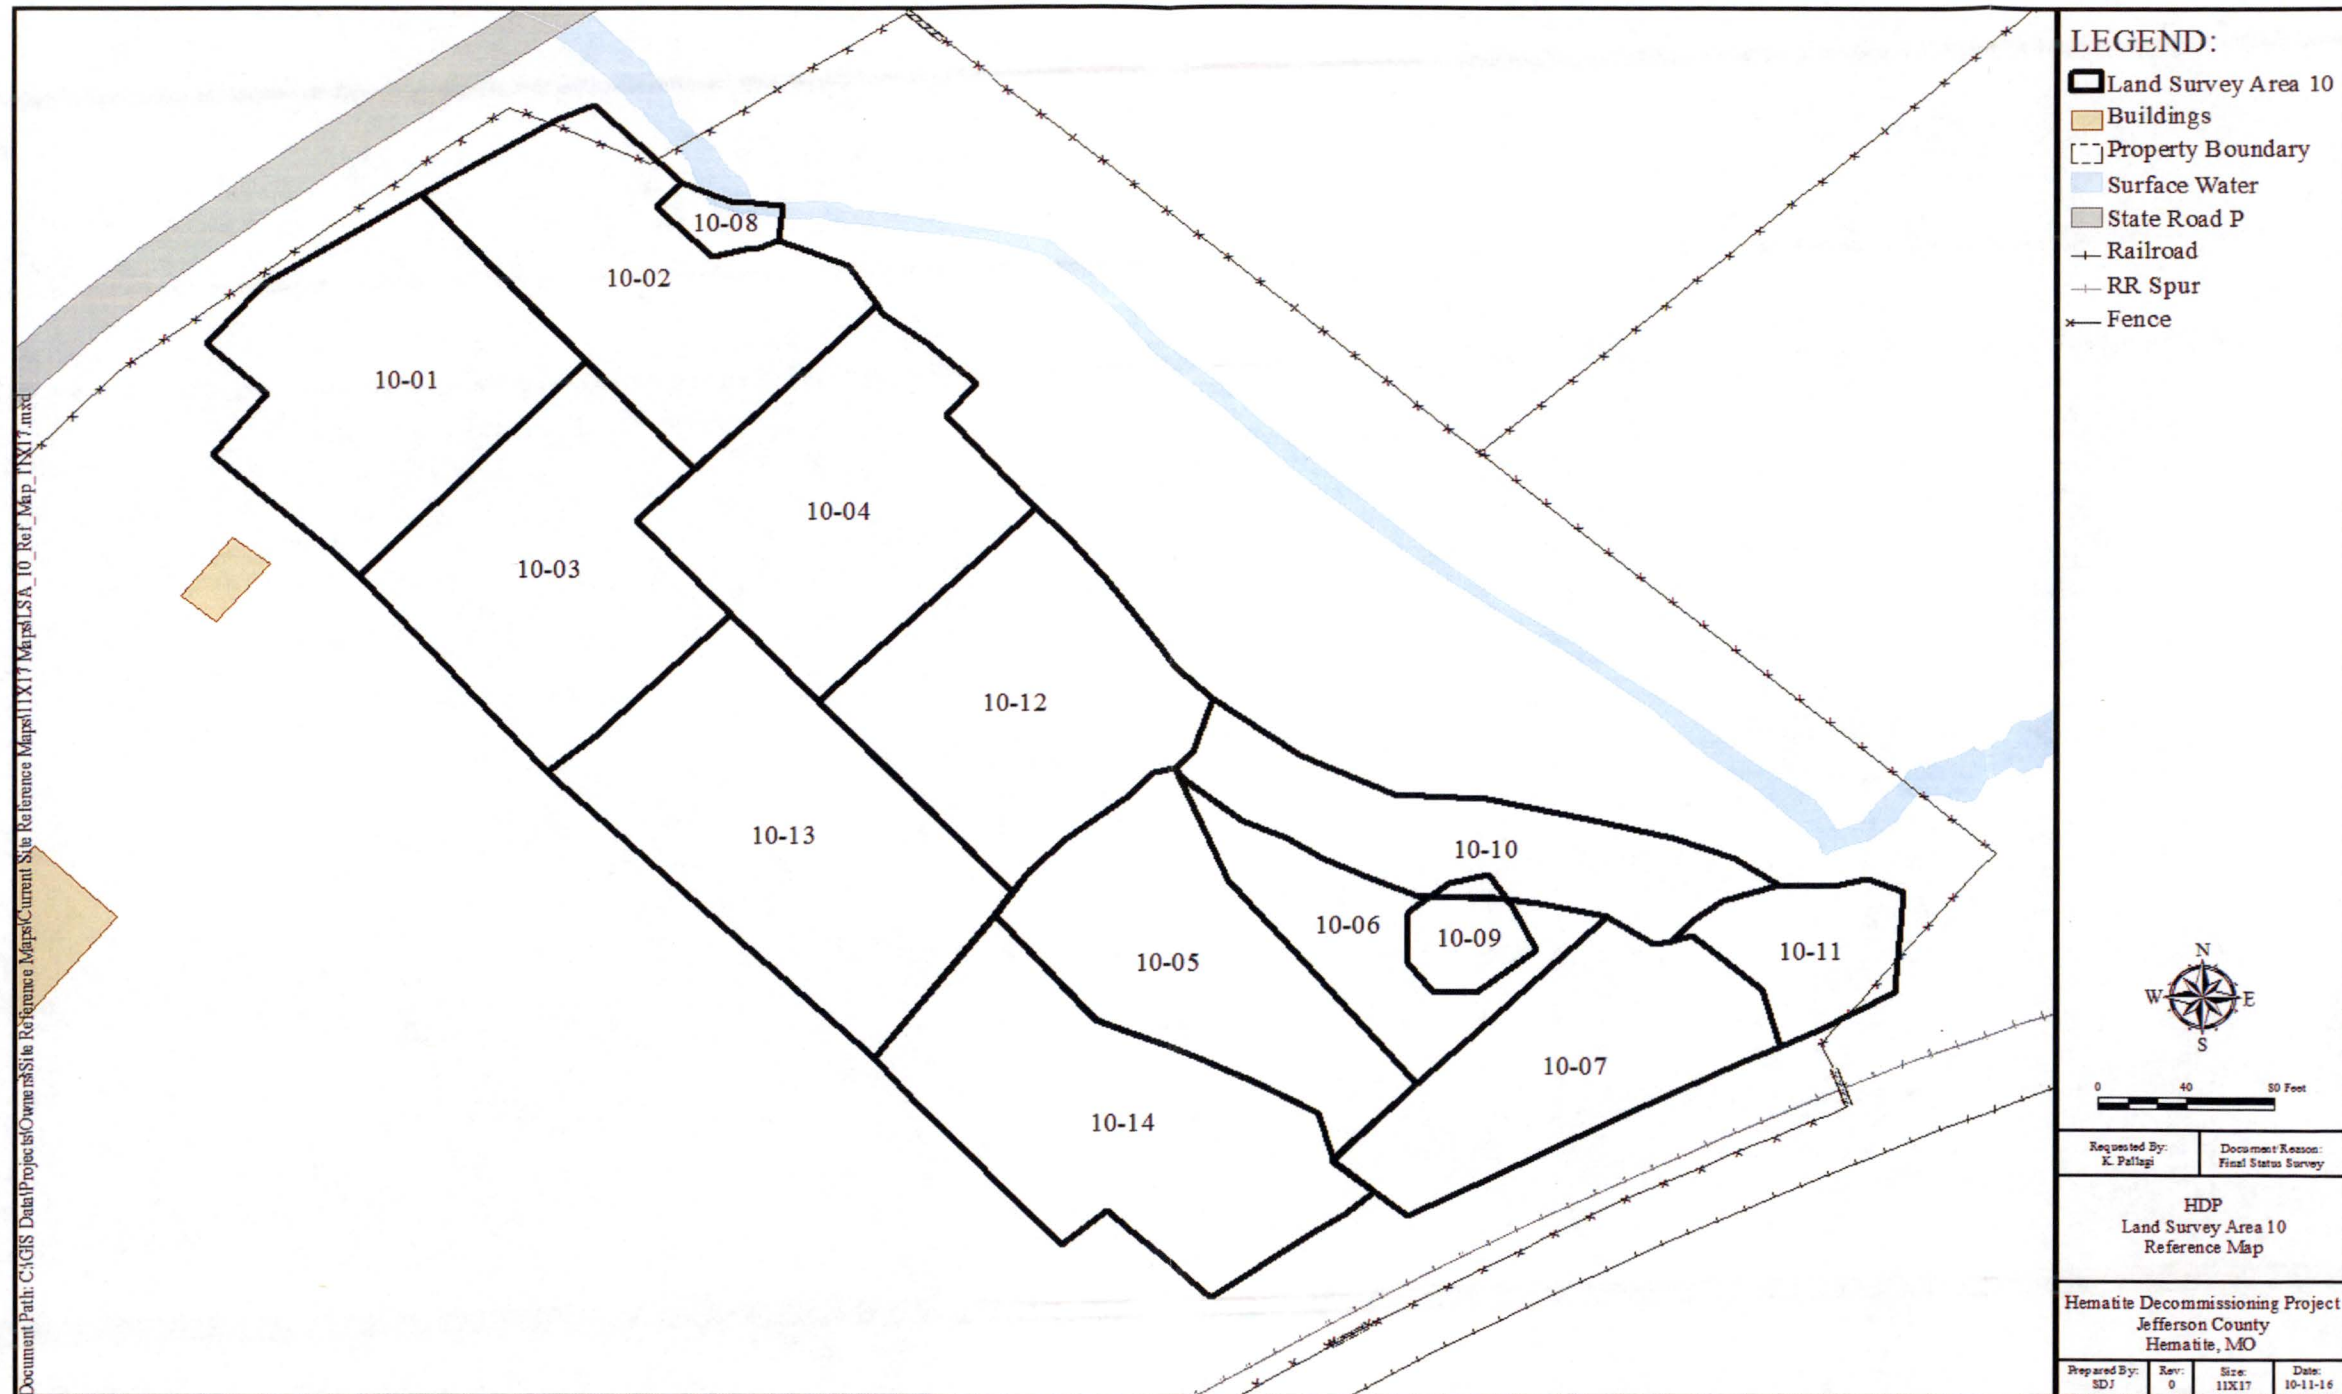 10-08
10-02
10-01
10-04
10-03
10-12
10-13
10-10
10-06
10-09
10-05
10-11
10-07
10-14
Document Path: C:\GIS Data\Projects\Owners\Site Reference Maps\Current Site Reference Maps\11X17 Maps\LSA_10_Ref_Map_11X17.mxd
LEGEND:
Land Survey Area 10
Buildings
Property Boundary
Surface Water
State Road P
Railroad
RR Spur
Fence
N
W E
S
0 40 80 Feet
Requested By:
K. Pallagi
Document Reason:
Final Status Survey
HDP
Land Survey Area 10
Reference Map
Hematite Decommissioning Project
Jefferson County
Hematite, MO
Prepared By:
SDJ
Rev:
0
Size:
11X17
Date:
10-11-16